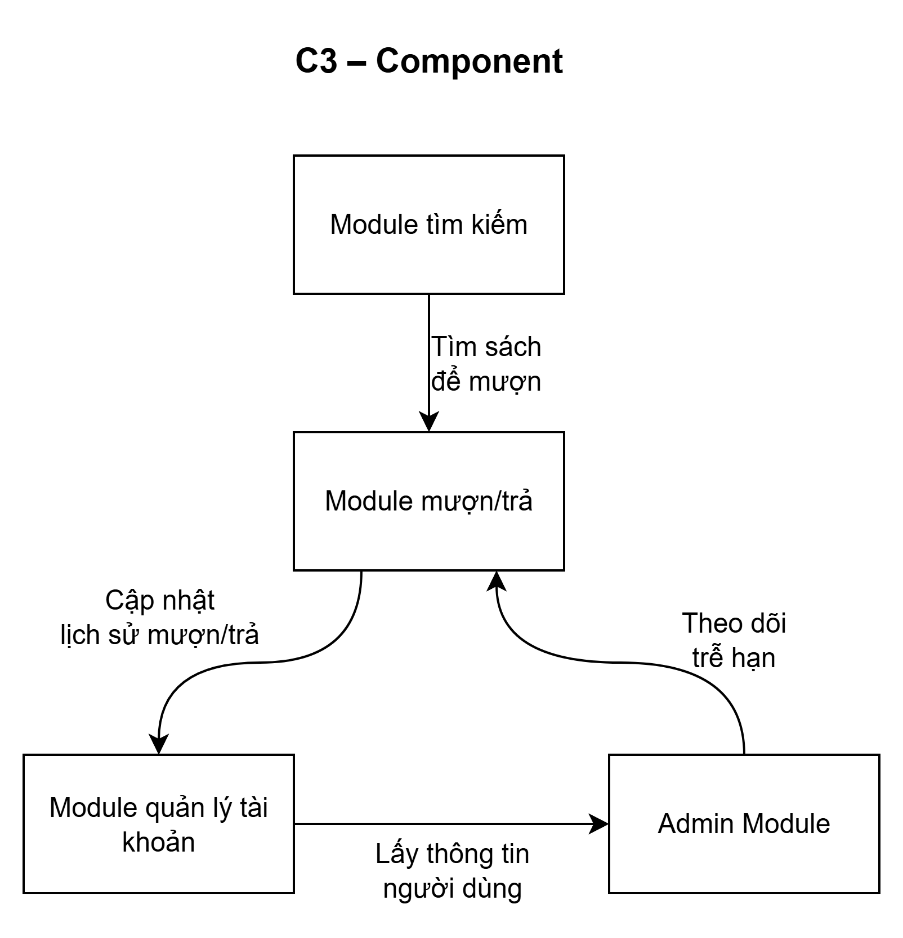 C3 – Component
Module tìm kiếm
Tìm sách
để mượn
Module mượn/trả
Cập nhật
lịch sử mượn/trả
Theo dõi
trễ hạn
Module quản lý tài
khoản
Lấy thông tin
người dùng
Admin Module